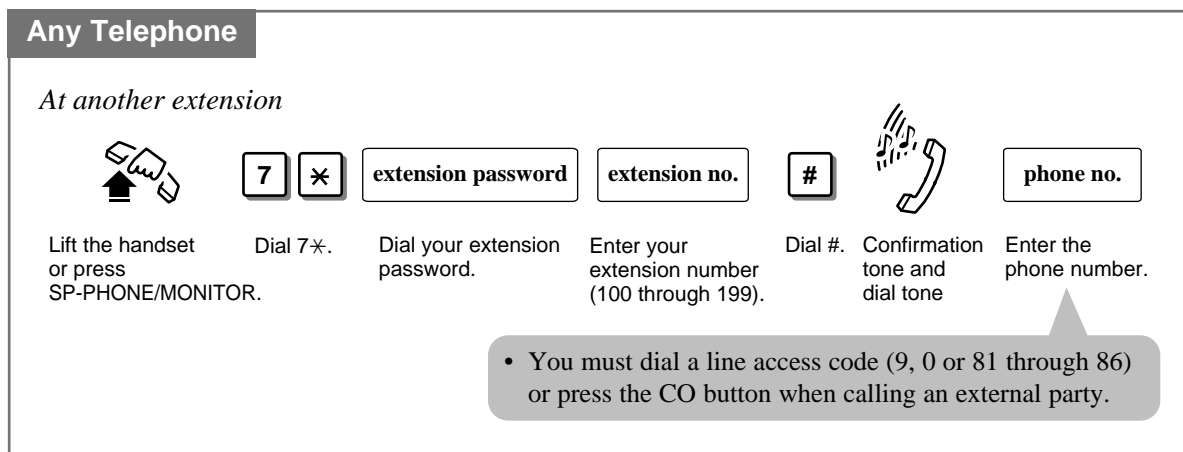 Any Telephone
At another extension
7 ✳ extension password extension no. # phone no.
Lift the handset
or press
SP-PHONE/MONITOR.
Dial 7✳.
Dial your extension
password.
Enter your
extension number
(100 through 199).
Dial #.
Confirmation
tone and
dial tone
Enter the
phone number.
• You must dial a line access code (9, 0 or 81 through 86)
or press the CO button when calling an external party.